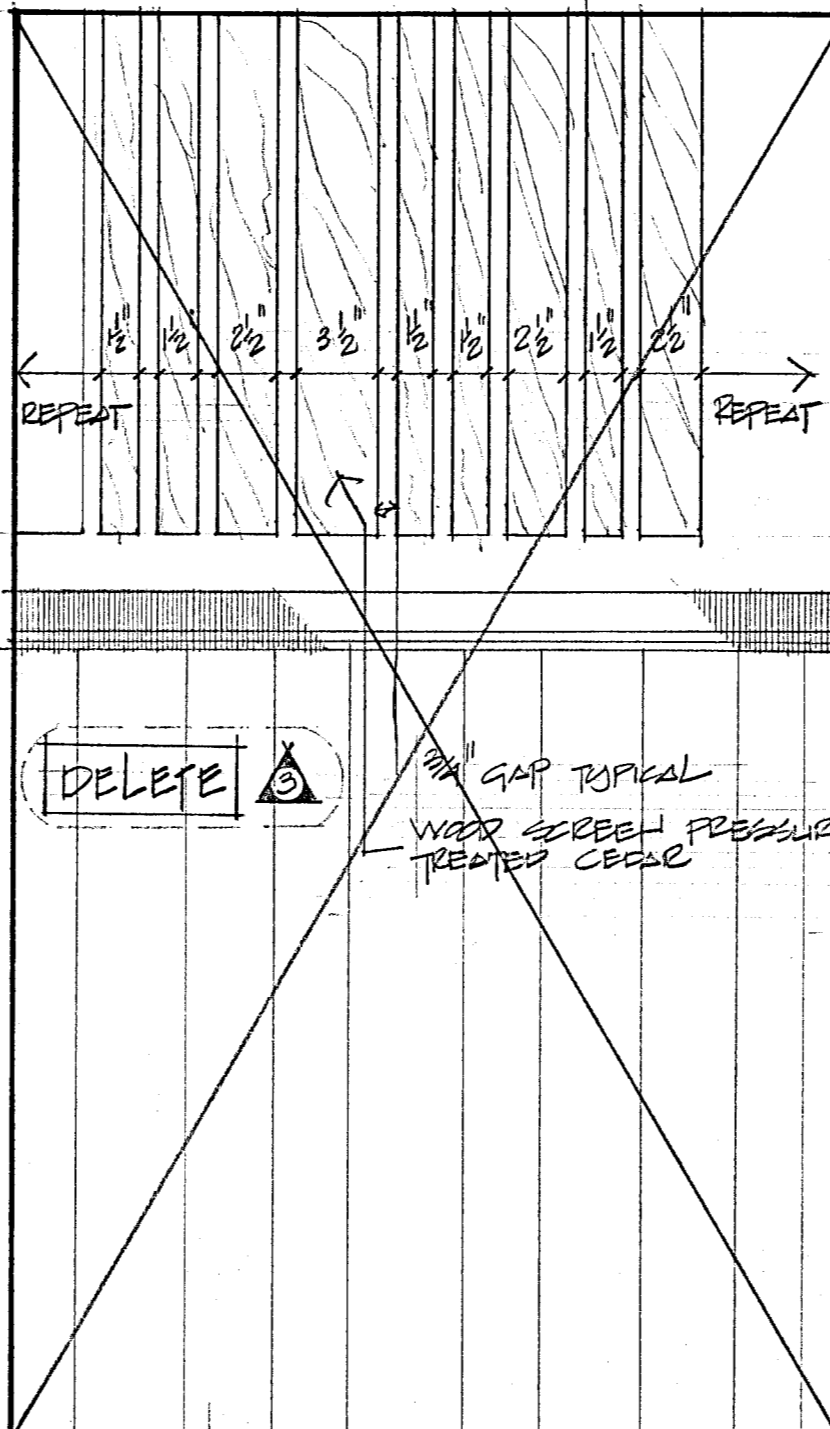 1½" 1½" 2½" 3½" 1½" 1½" 2½" 1½" 2½"
REPEAT REPEAT
DELETE 3
3/4" GAP TYPICAL
WOOD SCREEN PRESSUR
TREATED CEDAR